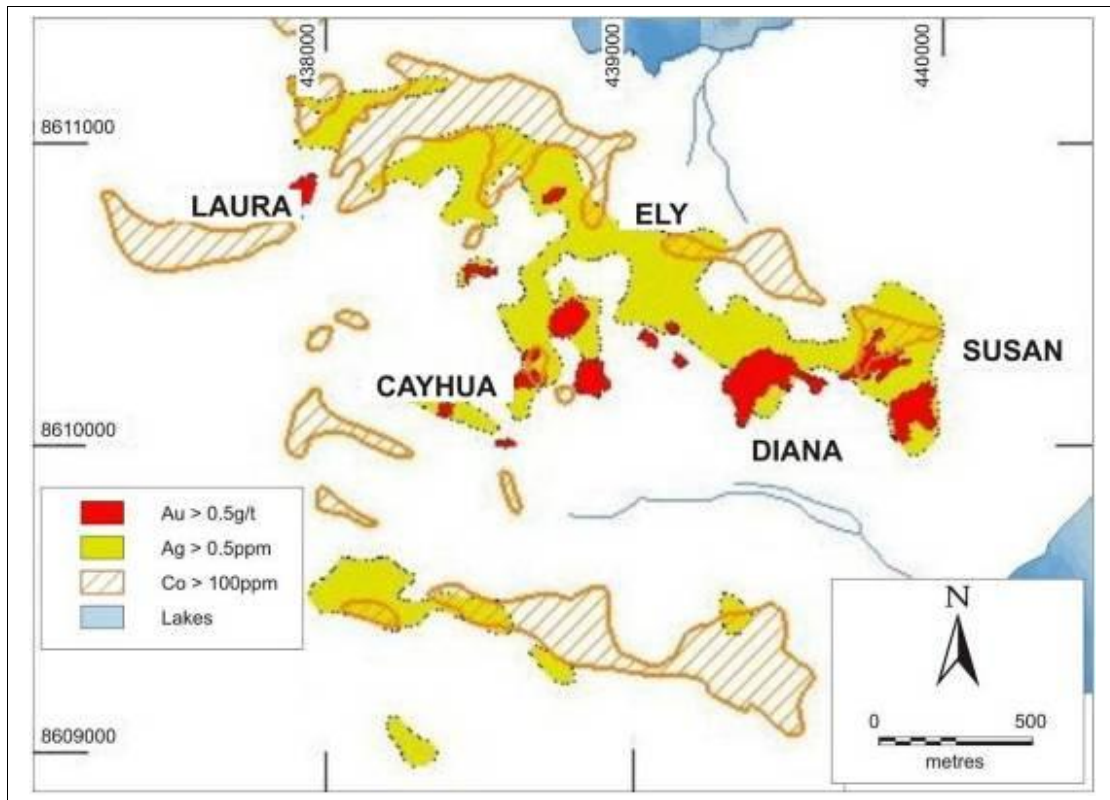 438000
439000
440000
8611000
LAURA
ELY
SUSAN
CAYHUA
8610000
DIANA
Au > 0.5g/t
Ag > 0.5ppm
Co > 100ppm
Lakes
N
0 500
metres
8609000